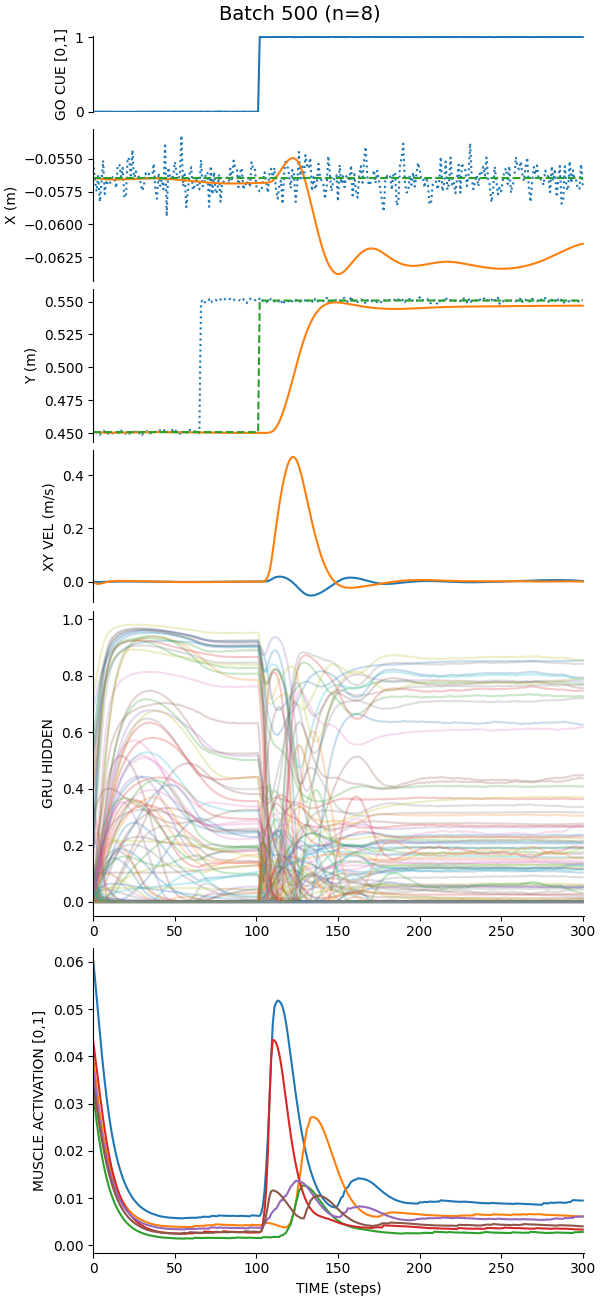 Batch 500 (n=8)
GO CUE [0,1]
1
0
X (m)
−0.0550
−0.0575
−0.0600
−0.0625
Y (m)
0.550
0.525
0.500
0.475
0.450
XY VEL (m/s)
0.4
0.2
0.0
GRU HIDDEN
1.0
0.8
0.6
0.4
0.2
0.0
0 50 100 150 200 250 300
MUSCLE ACTIVATION [0,1]
0.06
0.05
0.04
0.03
0.02
0.01
0.00
0 50 100 150 200 250 300
TIME (steps)